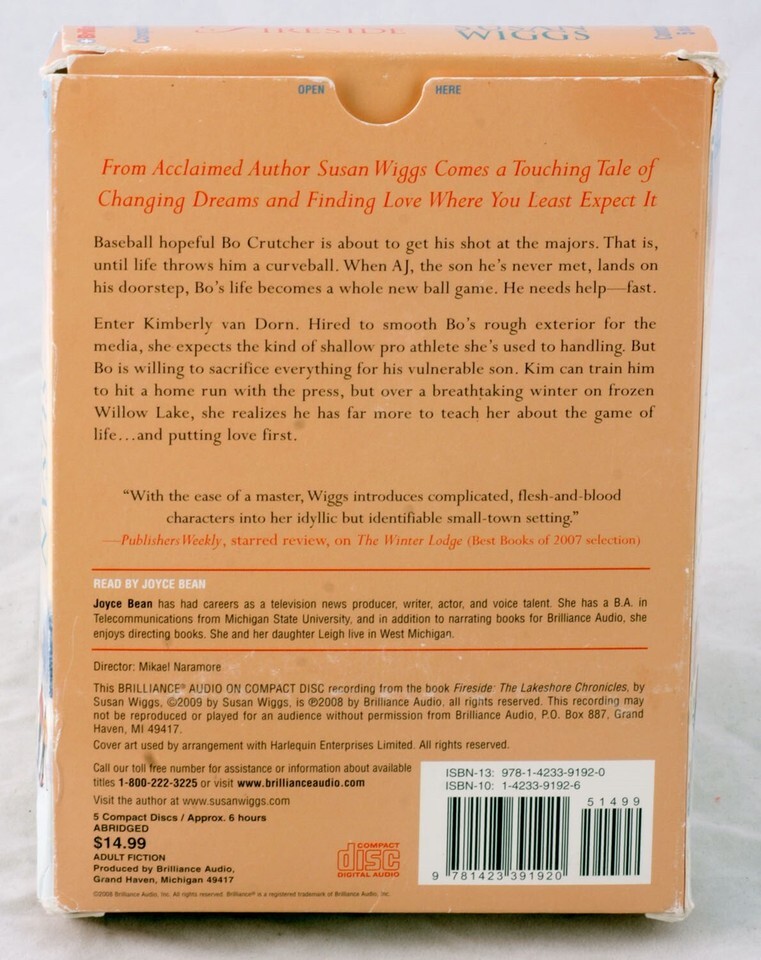 FIRESIDE
SUSAN
WIGGS
OPEN HERE
From Acclaimed Author Susan Wiggs Comes a Touching Tale of
Changing Dreams and Finding Love Where You Least Expect It
Baseball hopeful Bo Crutcher is about to get his shot at the majors. That is,
until life throws him a curveball. When AJ, the son he's never met, lands on
his doorstep, Bo's life becomes a whole new ball game. He needs help—fast.
Enter Kimberly van Dorn. Hired to smooth Bo's rough exterior for the
media, she expects the kind of shallow pro athlete she's used to handling. But
Bo is willing to sacrifice everything for his vulnerable son. Kim can train him
to hit a home run with the press, but over a breathtaking winter on frozen
Willow Lake, she realizes he has far more to teach her about the game of
life...and putting love first.
"With the ease of a master, Wiggs introduces complicated, flesh-and-blood
characters into her idyllic but identifiable small-town setting."
—Publishers Weekly, starred review, on The Winter Lodge (Best Books of 2007 selection)
READ BY JOYCE BEAN
Joyce Bean has had careers as a television news producer, writer, actor, and voice talent. She has a B.A. in
Telecommunications from Michigan State University, and in addition to narrating books for Brilliance Audio, she
enjoys directing books. She and her daughter Leigh live in West Michigan.
Director: Mikael Naramore
This BRILLIANCE® AUDIO ON COMPACT DISC recording from the book Fireside: The Lakeshore Chronicles, by
Susan Wiggs, ©2009 by Susan Wiggs, is ℗2008 by Brilliance Audio, all rights reserved. This recording may
not be reproduced or played for an audience without permission from Brilliance Audio, P.O. Box 887, Grand
Haven, MI 49417.
Cover art used by arrangement with Harlequin Enterprises Limited. All rights reserved.
Call our toll free number for assistance or information about available
titles 1-800-222-3225 or visit www.brillianceaudio.com
Visit the author at www.susanwiggs.com
5 Compact Discs / Approx. 6 hours
ABRIDGED
$14.99
ADULT FICTION
Produced by Brilliance Audio,
Grand Haven, Michigan 49417
©2008 Brilliance Audio, Inc. All rights reserved. Brilliance® is a registered trademark of Brilliance Audio, Inc.
COMPACT
disc
DIGITAL AUDIO
ISBN-13: 978-1-4233-9192-0
ISBN-10: 1-4233-9192-6
51499
9 781423 391920